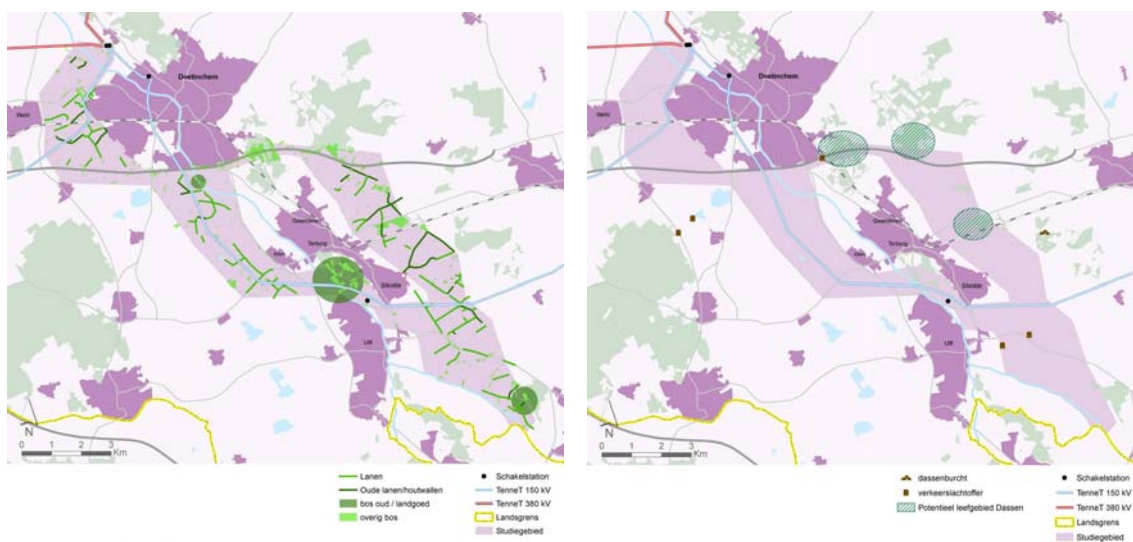 Doetinchem
Wehl
Gaanderen
Terborg
Etten
Silvolde
Ulft
N
0 1 2 3
Km
Lanen
Oude lanen/houtwallen
bos oud / landgoed
overig bos
Schakelstation
TenneT 150 kV
TenneT 380 kV
Landsgrens
Studiegebied
Doetinchem
Wehl
Gaanderen
Terborg
Etten
Silvolde
Ulft
N
0 1 2 3
Km
dassenburcht
verkeerslachtoffer
Potentieel leefgebied Dassen
Schakelstation
TenneT 150 kV
TenneT 380 kV
Landsgrens
Studiegebied